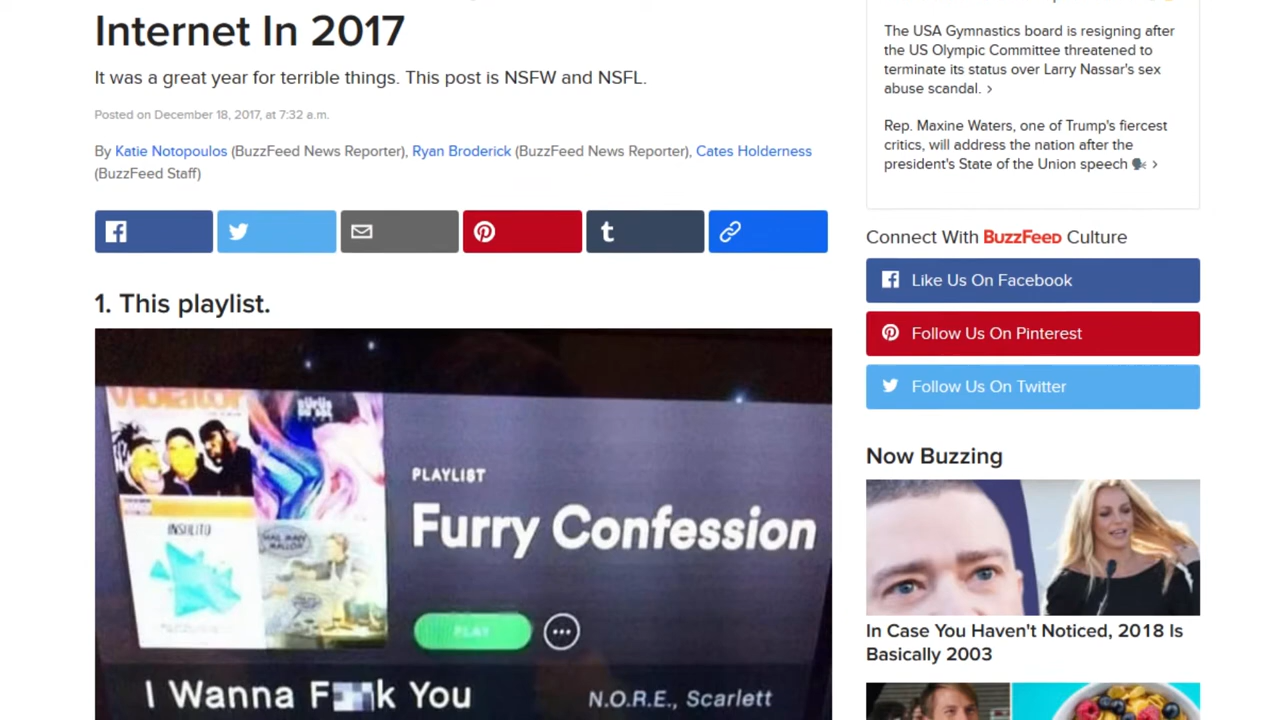 Internet In 2017
It was a great year for terrible things. This post is NSFW and NSFL.
Posted on December 18, 2017, at 7:32 a.m.
By Katie Notopoulos (BuzzFeed News Reporter), Ryan Broderick (BuzzFeed News Reporter), Cates Holderness
(BuzzFeed Staff)
1. This playlist.
Violator
INSULITO
PLAYLIST
Furry Confession
PLAY
I Wanna F k You
N.O.R.E., Scarlett
The USA Gymnastics board is resigning after
the US Olympic Committee threatened to
terminate its status over Larry Nassar's sex
abuse scandal. ›
Rep. Maxine Waters, one of Trump's fiercest
critics, will address the nation after the
president's State of the Union speech 🗣 ›
Connect With BuzzFeed Culture
Like Us On Facebook
Follow Us On Pinterest
Follow Us On Twitter
Now Buzzing
In Case You Haven't Noticed, 2018 Is
Basically 2003